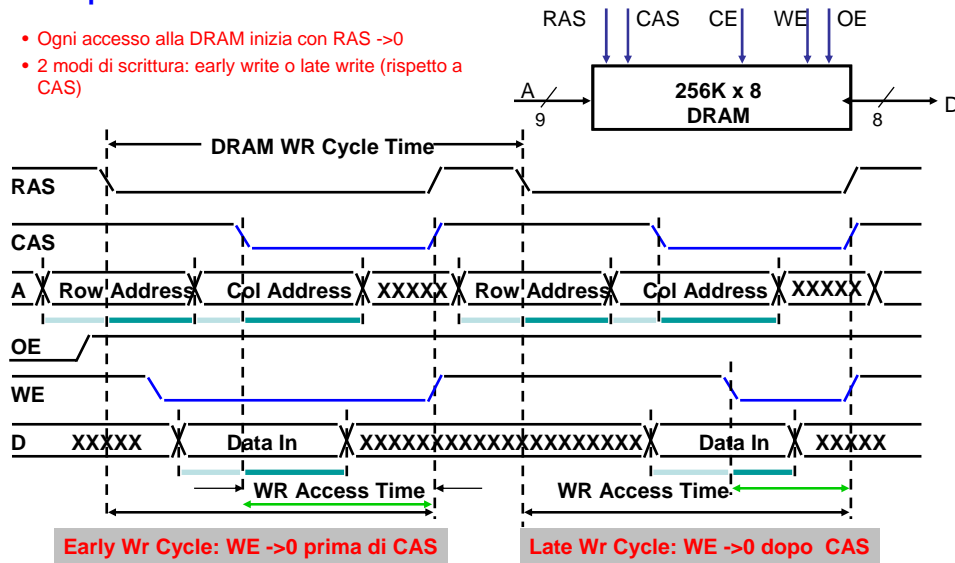 • Ogni accesso alla DRAM inizia con RAS ->0
• 2 modi di scrittura: early write o late write (rispetto a
CAS)
RAS CAS CE WE OE
A
9
256K x 8
DRAM
8
D
DRAM WR Cycle Time
RAS
CAS
A Row Address Col Address XXXXX Row Address Col Address XXXXX
OE
WE
D XXXXX Data In XXXXXXXXXXXXXXXXXXXX Data In XXXXX
WR Access Time WR Access Time
Early Wr Cycle: WE ->0 prima di CAS
Late Wr Cycle: WE ->0 dopo CAS